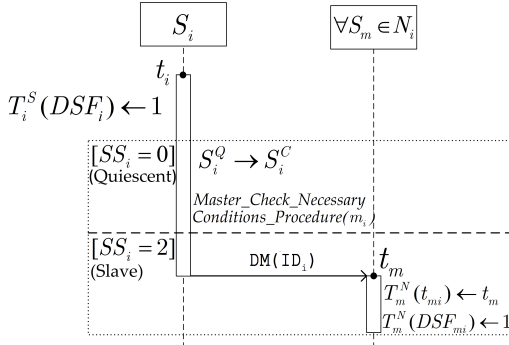 S_i
∀S_m ∈ N_i
t_i
T_i^S(DSF_i) ← 1
[SS_i = 0]
(Quiescent)
S_i^Q → S_i^C
Master_Check_Necessary
Conditions_Procedure(m_i)
[SS_i = 2]
(Slave)
DM(ID_i)
t_m
T_m^N(t_mi) ← t_m
T_m^N(DSF_mi) ← 1